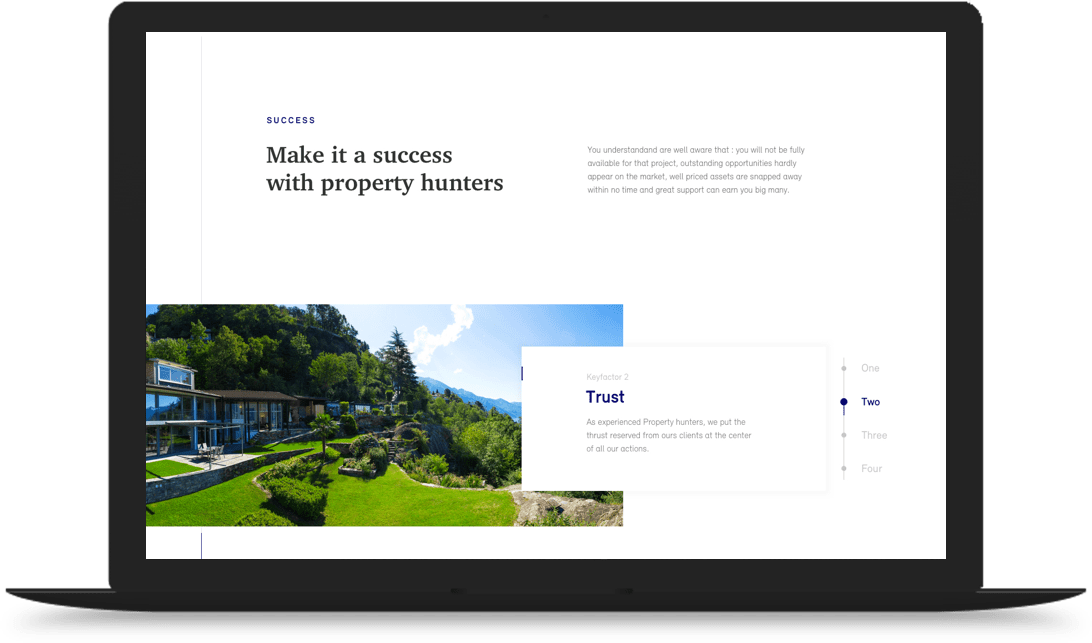 SUCCESS
Make it a success
with property hunters
You understandand are well aware that : you will not be fully
available for that project, outstanding opportunities hardly
appear on the market, well priced assets are snapped away
within no time and great support can earn you big many.
Keyfactor 2
Trust
As experienced Property hunters, we put the
thrust reserved from ours clients at the center
of all our actions.
One
Two
Three
Four